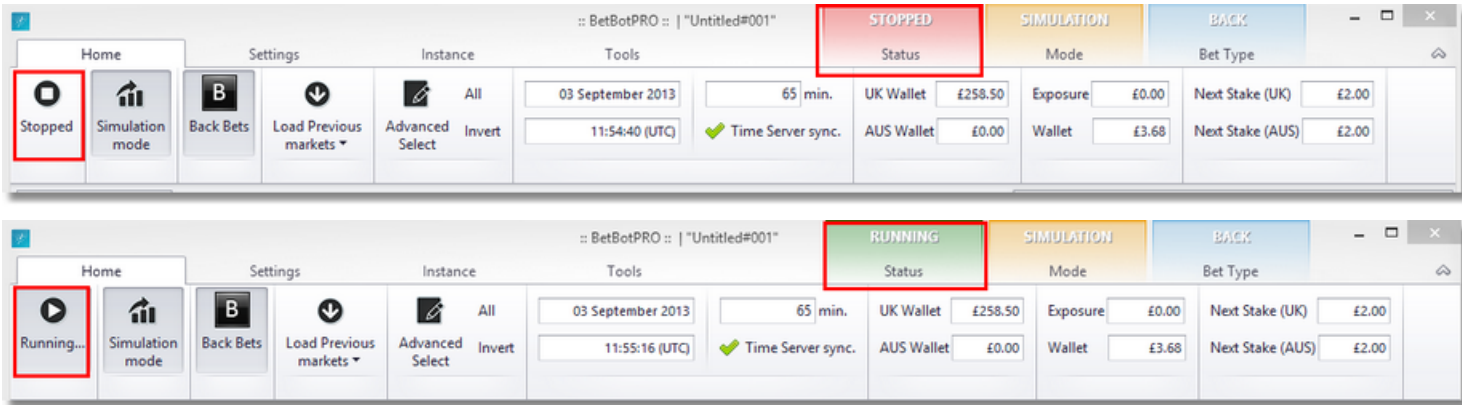 :: BetBotPRO :: | "Untitled#001" STOPPED SIMULATION BACK
Home Settings Instance Tools Status Mode Bet Type
B All 03 September 2013 65 min. UK Wallet £258.50 Exposure £0.00 Next Stake (UK) £2.00
Stopped Simulation mode Back Bets Load Previous markets Advanced Select Invert 11:54:40 (UTC) Time Server sync. AUS Wallet £0.00 Wallet £3.68 Next Stake (AUS) £2.00
:: BetBotPRO :: | "Untitled#001" RUNNING SIMULATION BACK
Home Settings Instance Tools Status Mode Bet Type
B All 03 September 2013 65 min. UK Wallet £258.50 Exposure £0.00 Next Stake (UK) £2.00
Running... Simulation mode Back Bets Load Previous markets Advanced Select Invert 11:55:16 (UTC) Time Server sync. AUS Wallet £0.00 Wallet £3.68 Next Stake (AUS) £2.00